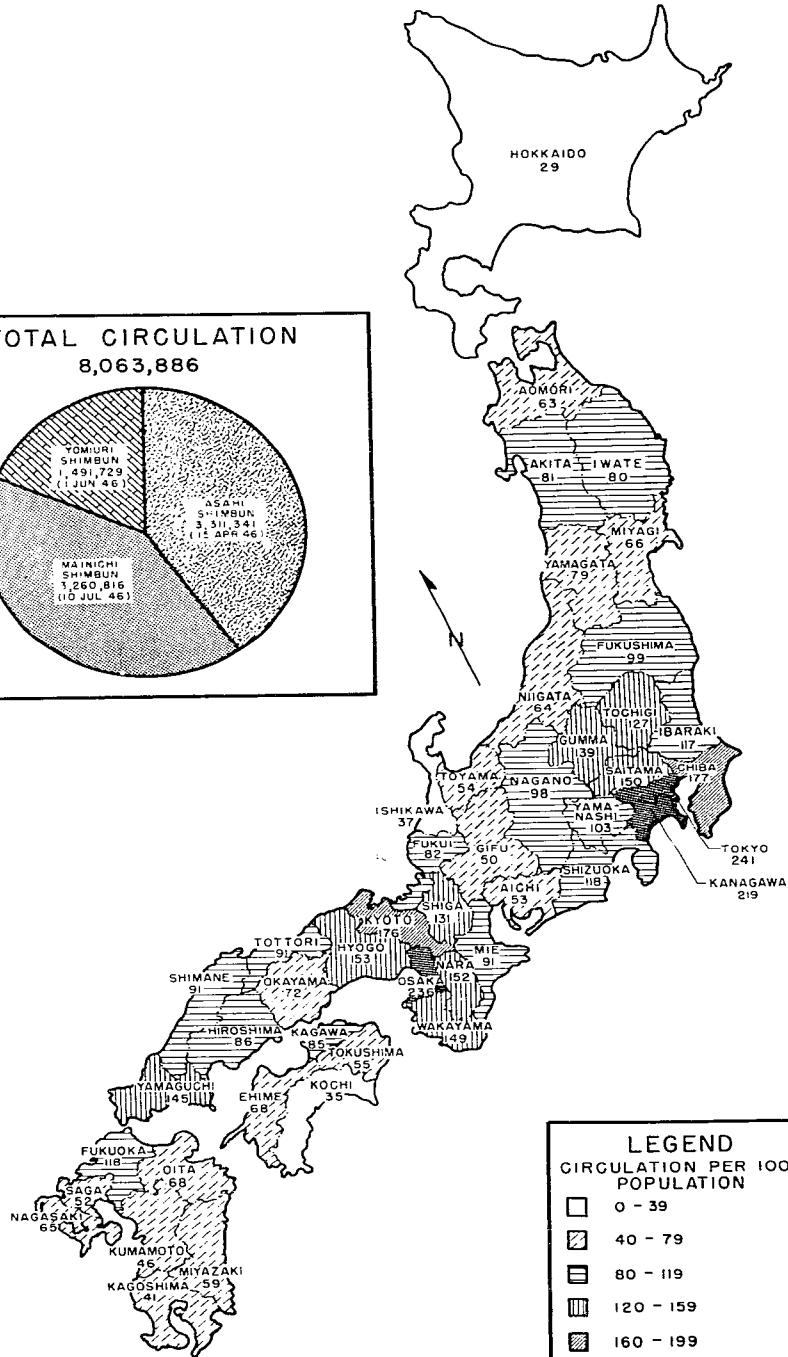 HOKKAIDO
29
OTAL CIRCULATION
8,063,886
YOMIURI
SHIMBUN
1,491,729
(1 JUN 46)
ASAHI
SHIMBUN
3,311,341
(15 APR 46)
MAINICHI
SHIMBUN
3,260,816
(10 JUL 46)
AOMORI
63
AKITA
81
IWATE
80
MIYAGI
66
YAMAGATA
79
N
FUKUSHIMA
99
NIIGATA
64
TOCHIGI
127
IBARAKI
117
GUMMA
139
SAITAMA
150
CHIBA
177
TOYAMA
54
NAGANO
98
ISHIKAWA
37
YAMA-
NASHI
103
TOKYO
241
KANAGAWA
219
FUKUI
82
GIFU
50
SHIZUOKA
118
AICHI
53
SHIGA
131
KYOTO
176
HYOGO
153
TOTTORI
91
MIE
91
NARA
152
OSAKA
236
SHIMANE
91
OKAYAMA
72
HIROSHIMA
86
WAKAYAMA
149
KAGAWA
85
TOKUSHIMA
55
YAMAGUCHI
145
EHIME
68
KOCHI
35
FUKUOKA
118
OITA
68
SAGA
52
NAGASAKI
65
KUMAMOTO
46
MIYAZAKI
59
KAGOSHIMA
41
LEGEND
CIRCULATION PER 100
POPULATION
0 - 39
40 - 79
80 - 119
120 - 159
160 - 199